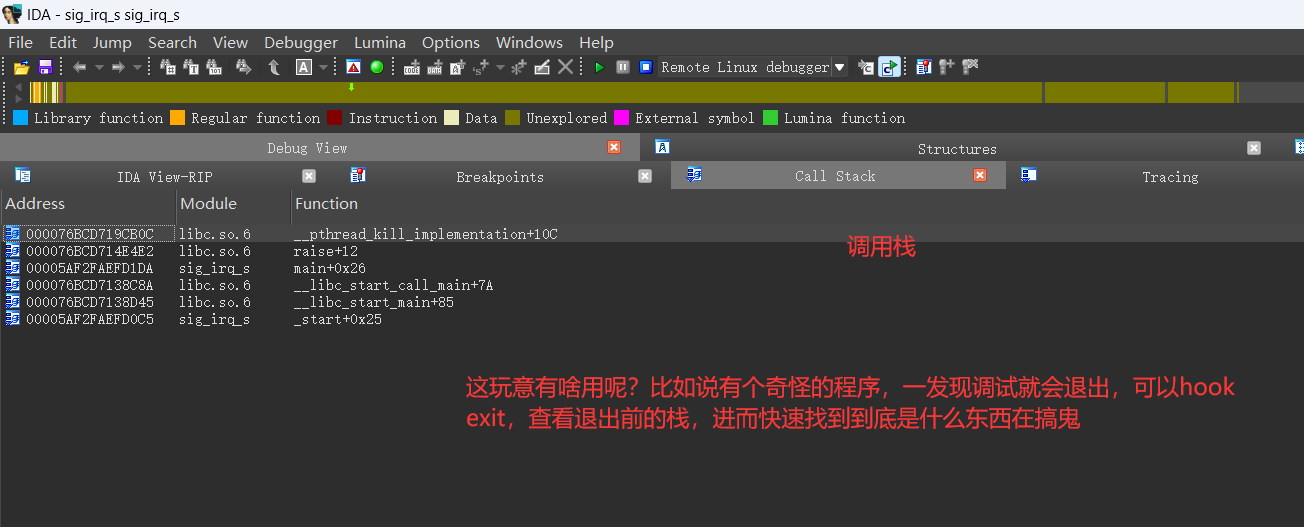 IDA - sig_irq_s sig_irq_s
File Edit Jump Search View Debugger Lumina Options Windows Help
Remote Linux debugger
Library function Regular function Instruction Data Unexplored External symbol Lumina function
Debug View Structures
IDA View-RIP Breakpoints Call Stack Tracing
Address Module Function
000076BCD719CB0C libc.so.6 __pthread_kill_implementation+10C
000076BCD714E4E2 libc.so.6 raise+12
00005AF2FAEFD1DA sig_irq_s main+0x26
000076BCD7138C8A libc.so.6 __libc_start_call_main+7A
000076BCD7138D45 libc.so.6 __libc_start_main+85
00005AF2FAEFD0C5 sig_irq_s _start+0x25
调用栈
这玩意有啥用呢？比如说有个奇怪的程序，一发现调试就会退出，可以hook
exit，查看退出前的栈，进而快速找到到底是什么东西在搞鬼